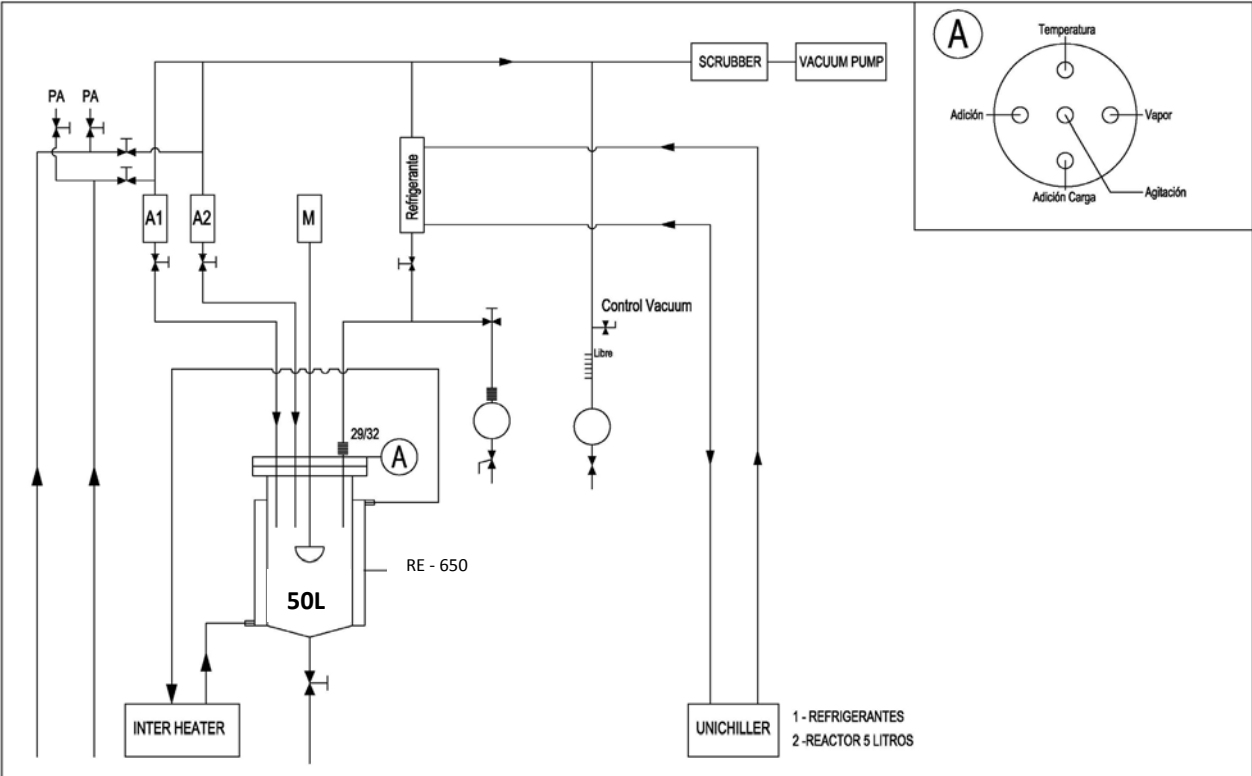 SCRUBBER
VACUUM PUMP
A
Temperatura
Adición
Vapor
Adición Carga
Agitación
PA
PA
A1
A2
M
Refrigerante
Control Vacuum
Libre
29/32
A
RE - 650
50L
INTER HEATER
UNICHILLER
1 - REFRIGERANTES
2 -REACTOR 5 LITROS